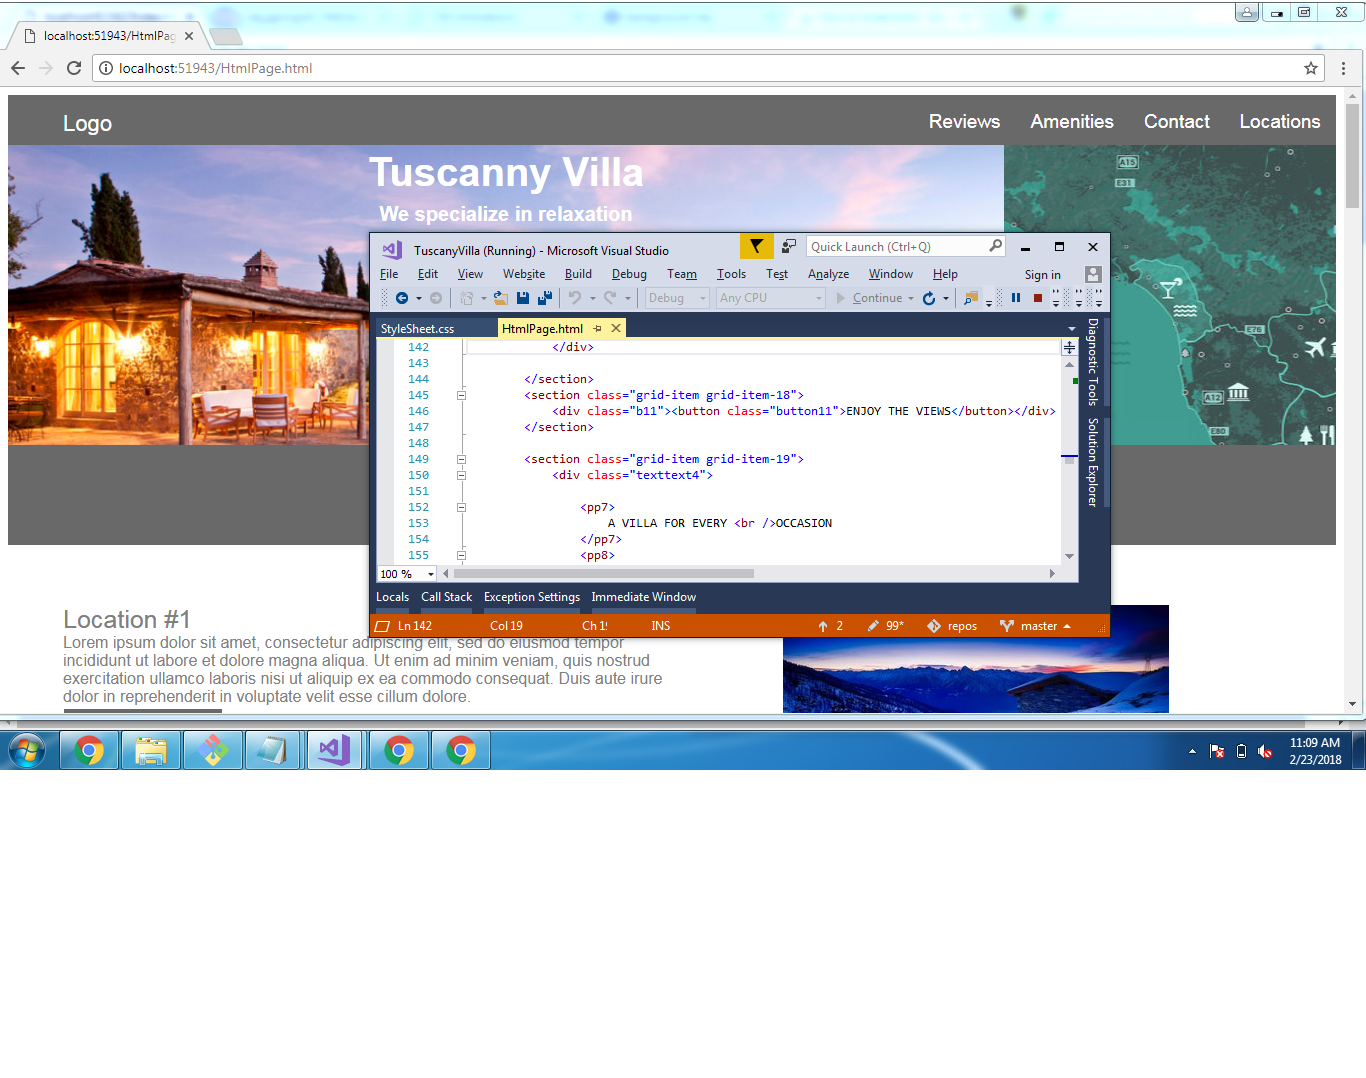 localhost:51943/HtmlPag
localhost:51943/HtmlPage.html
Logo
Reviews Amenities Contact Locations
Tuscanny Villa
We specialize in relaxation
A15
E31
E76
A12
E80
TuscanyVilla (Running) - Microsoft Visual Studio
Quick Launch (Ctrl+Q)
File Edit View Website Build Debug Team Tools Test Analyze Window Help Sign in
Debug Any CPU Continue
StyleSheet.css HtmlPage.html
142 </div>
143
144 </section>
145 <section class="grid-item grid-item-18">
146 <div class="b11"><button class="button11">ENJOY THE VIEWS</button></div>
147 </section>
148
149 <section class="grid-item grid-item-19">
150 <div class="texttext4">
151
152 <pp7>
153 A VILLA FOR EVERY <br />OCCASION
154 </pp7>
155 <pp8>
100 %
Diagnostic Tools
Solution Explorer
Locals Call Stack Exception Settings Immediate Window
Ln 142 Col 19 Ch 1 INS 2 99* repos master
Location #1
Lorem ipsum dolor sit amet, consectetur adipiscing elit, sed do eiusmod tempor
incididunt ut labore et dolore magna aliqua. Ut enim ad minim veniam, quis nostrud
exercitation ullamco laboris nisi ut aliquip ex ea commodo consequat. Duis aute irure
dolor in reprehenderit in voluptate velit esse cillum dolore.
11:09 AM
2/23/2018